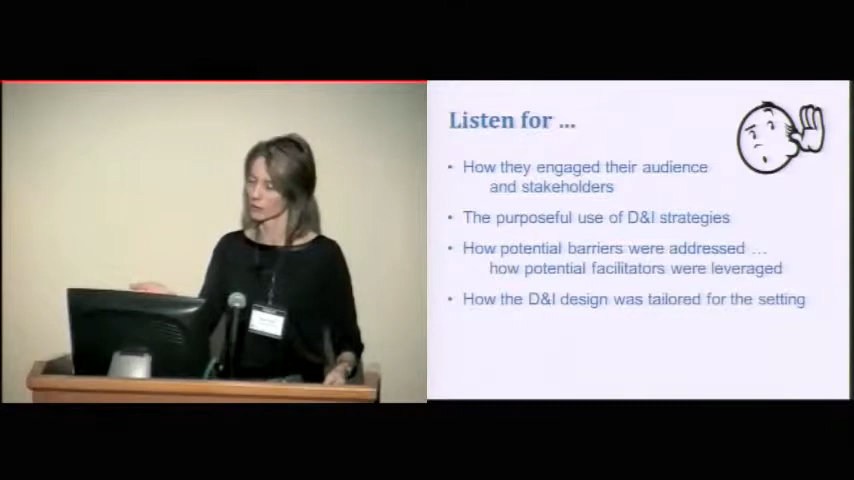 Listen for ...
• How they engaged their audience
and stakeholders
• The purposeful use of D&I strategies
• How potential barriers were addressed ...
how potential facilitators were leveraged
• How the D&I design was tailored for the setting